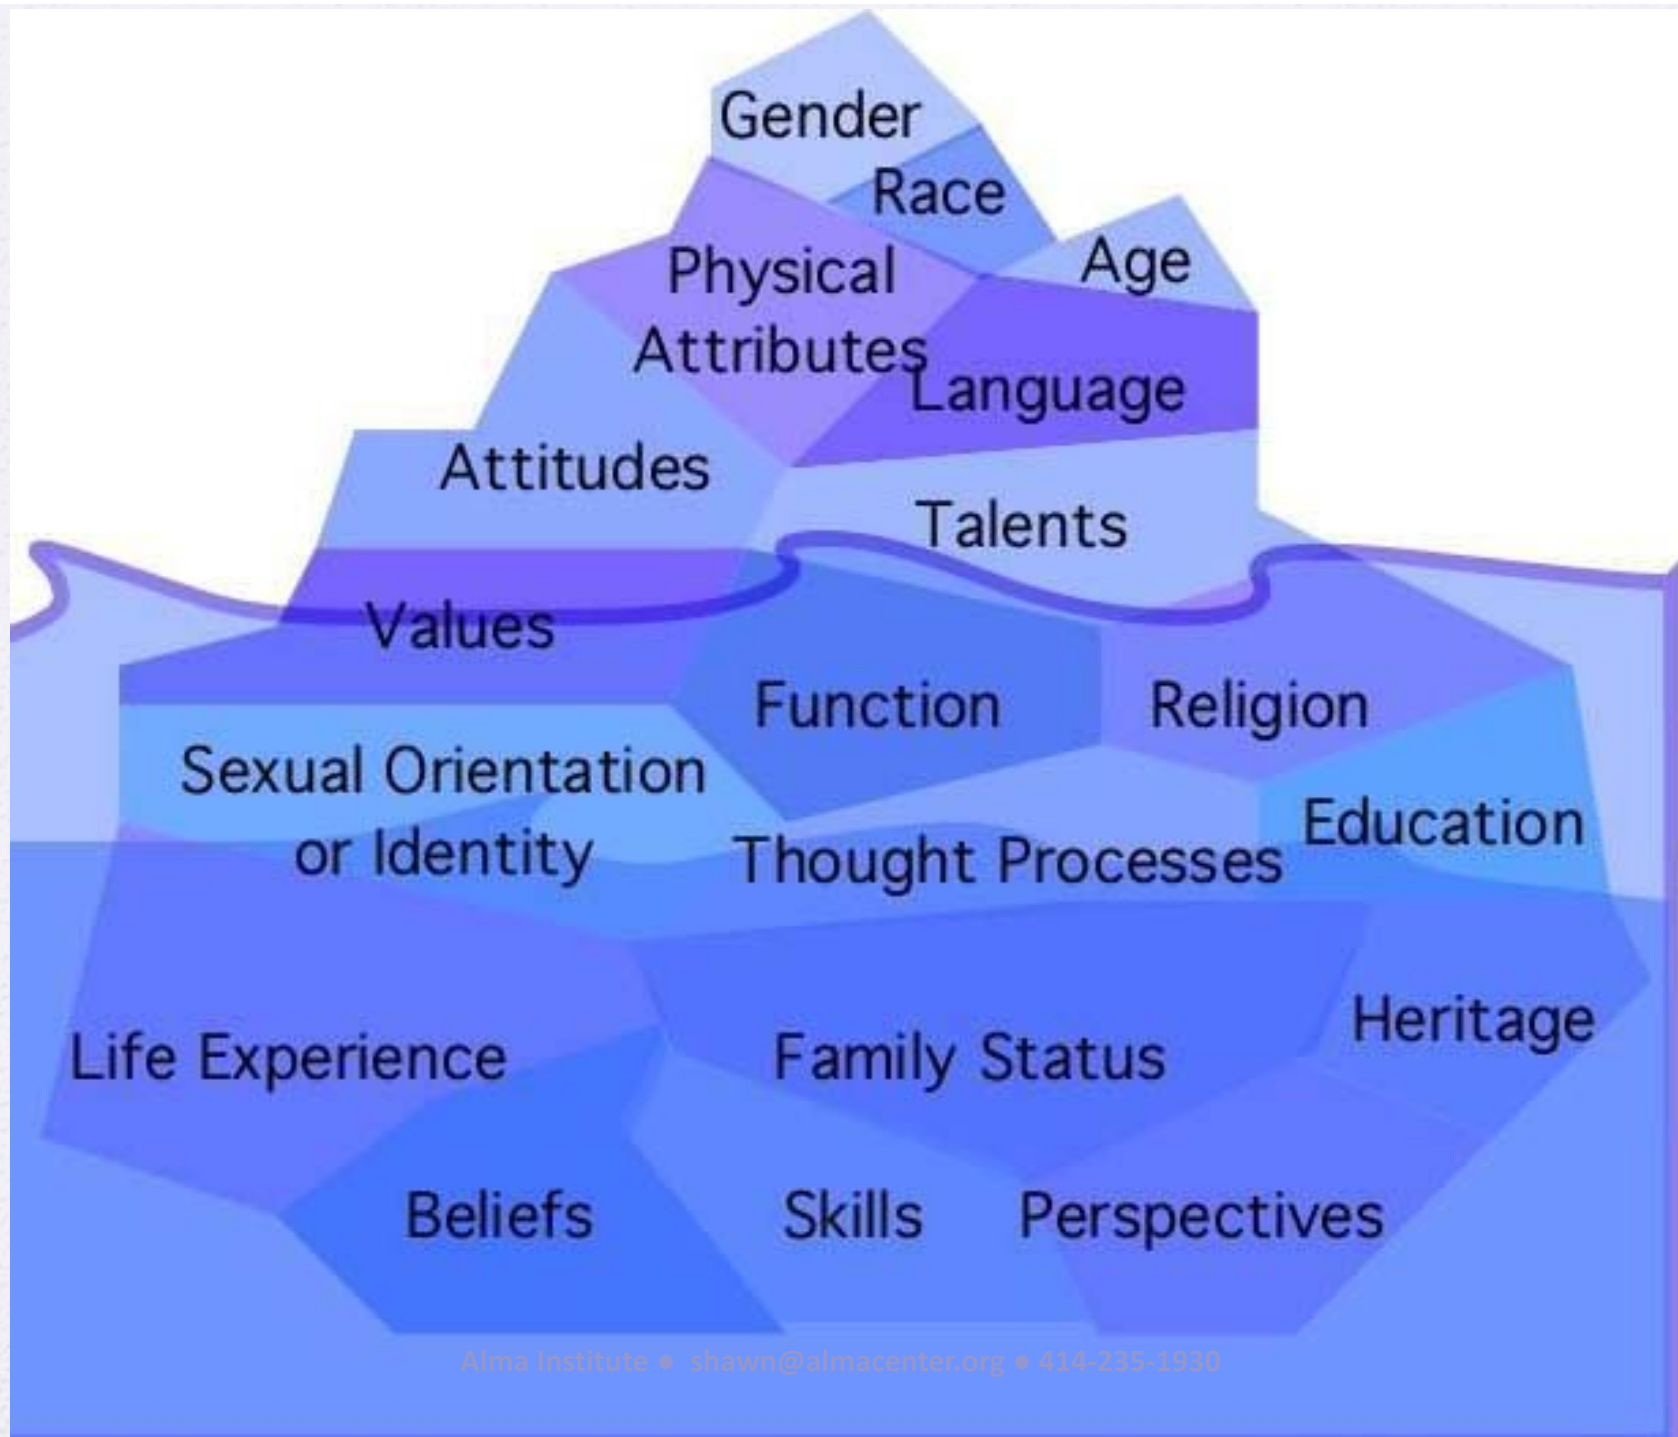 Gender
Race
Age
Physical
Attributes
Language
Attitudes
Talents
Values
Function
Religion
Sexual Orientation
or Identity
Thought Processes
Education
Life Experience
Family Status
Heritage
Beliefs
Skills
Perspectives
Alma Institute ● shawn@almacenter.org ● 414-235-1930